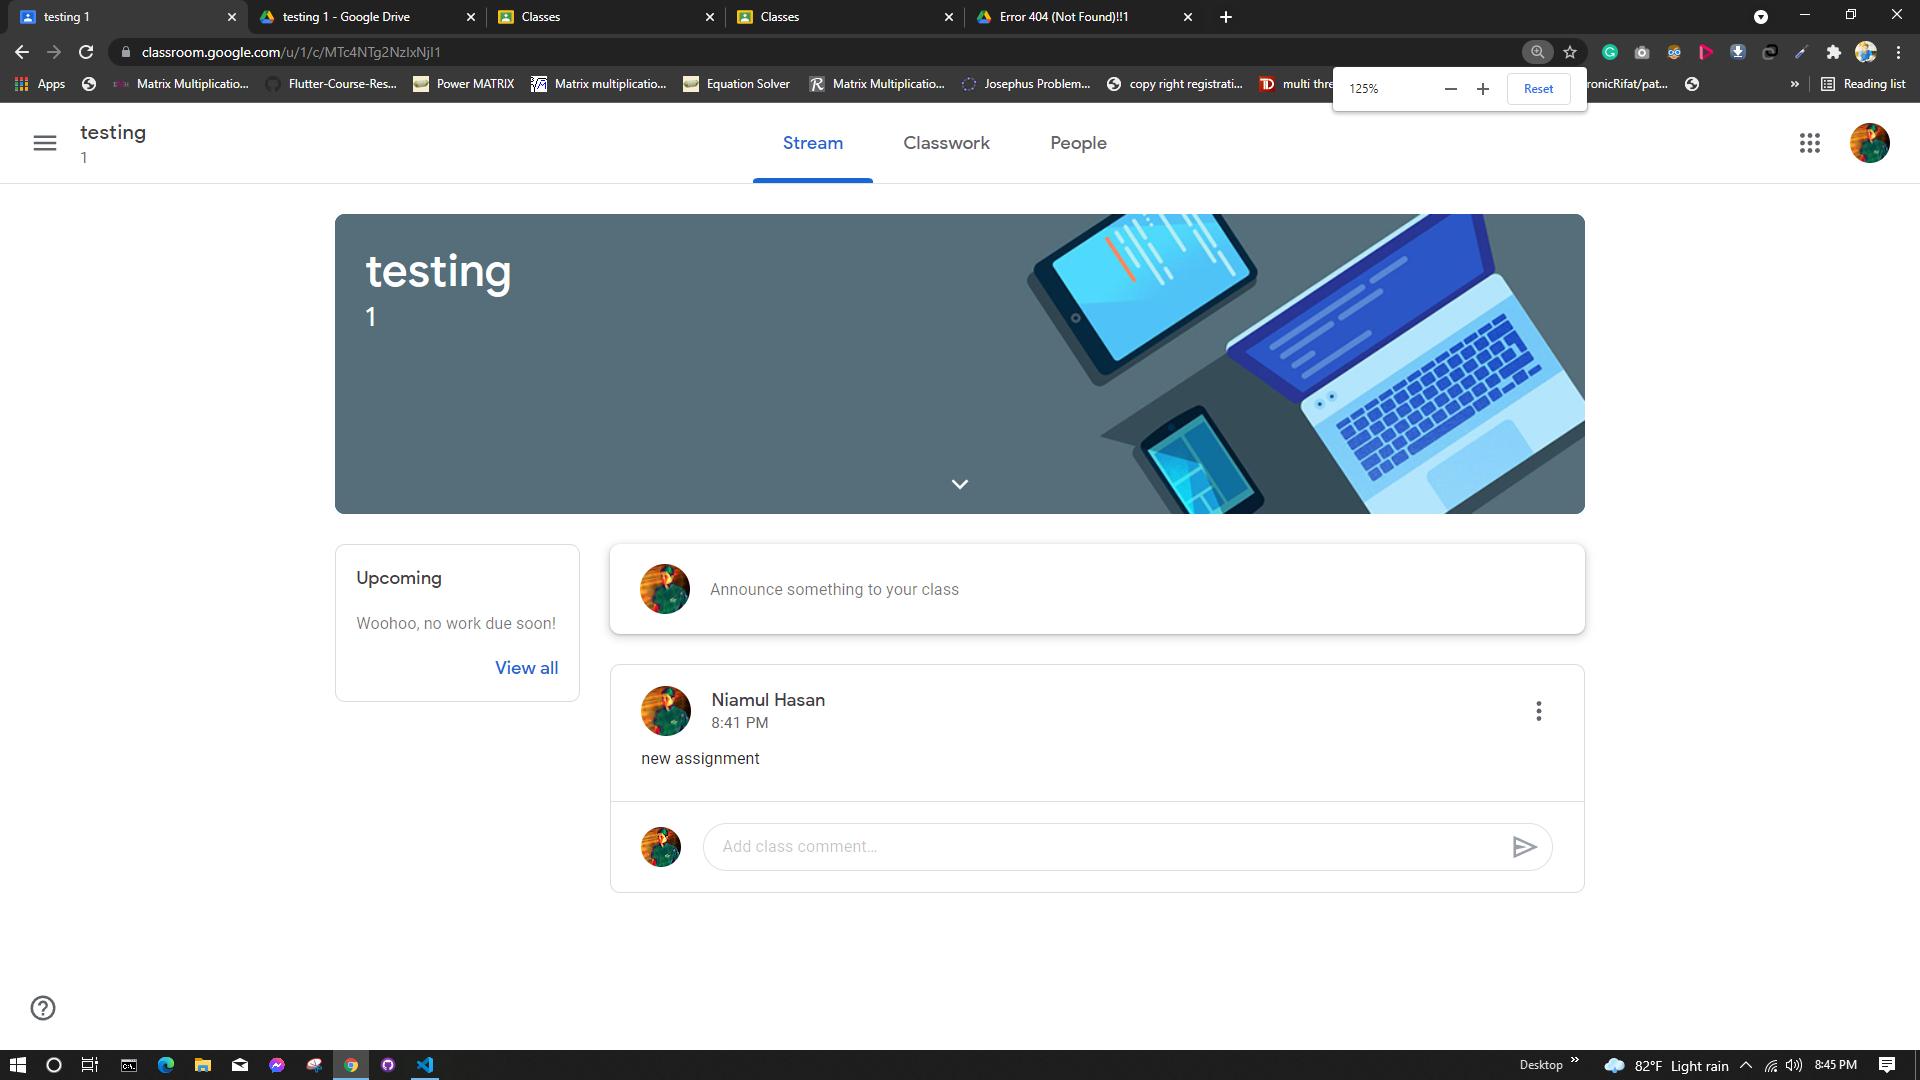 testing 1
testing 1 - Google Drive
Classes
Classes
Error 404 (Not Found)!!1
classroom.google.com/u/1/c/MTc4NTg2NzIxNjI1
Apps
Matrix Multiplicatio...
Flutter-Course-Res...
Power MATRIX
Matrix multiplicatio...
Equation Solver
Matrix Multiplicatio...
Josephus Problem...
copy right registrati...
multi thre
ronicRifat/pat...
»
Reading list
125%
Reset
testing
1
Stream
Classwork
People
testing
1
Upcoming
Woohoo, no work due soon!
View all
Announce something to your class
Niamul Hasan
8:41 PM
new assignment
Add class comment...
Desktop
»
82°F Light rain
8:45 PM